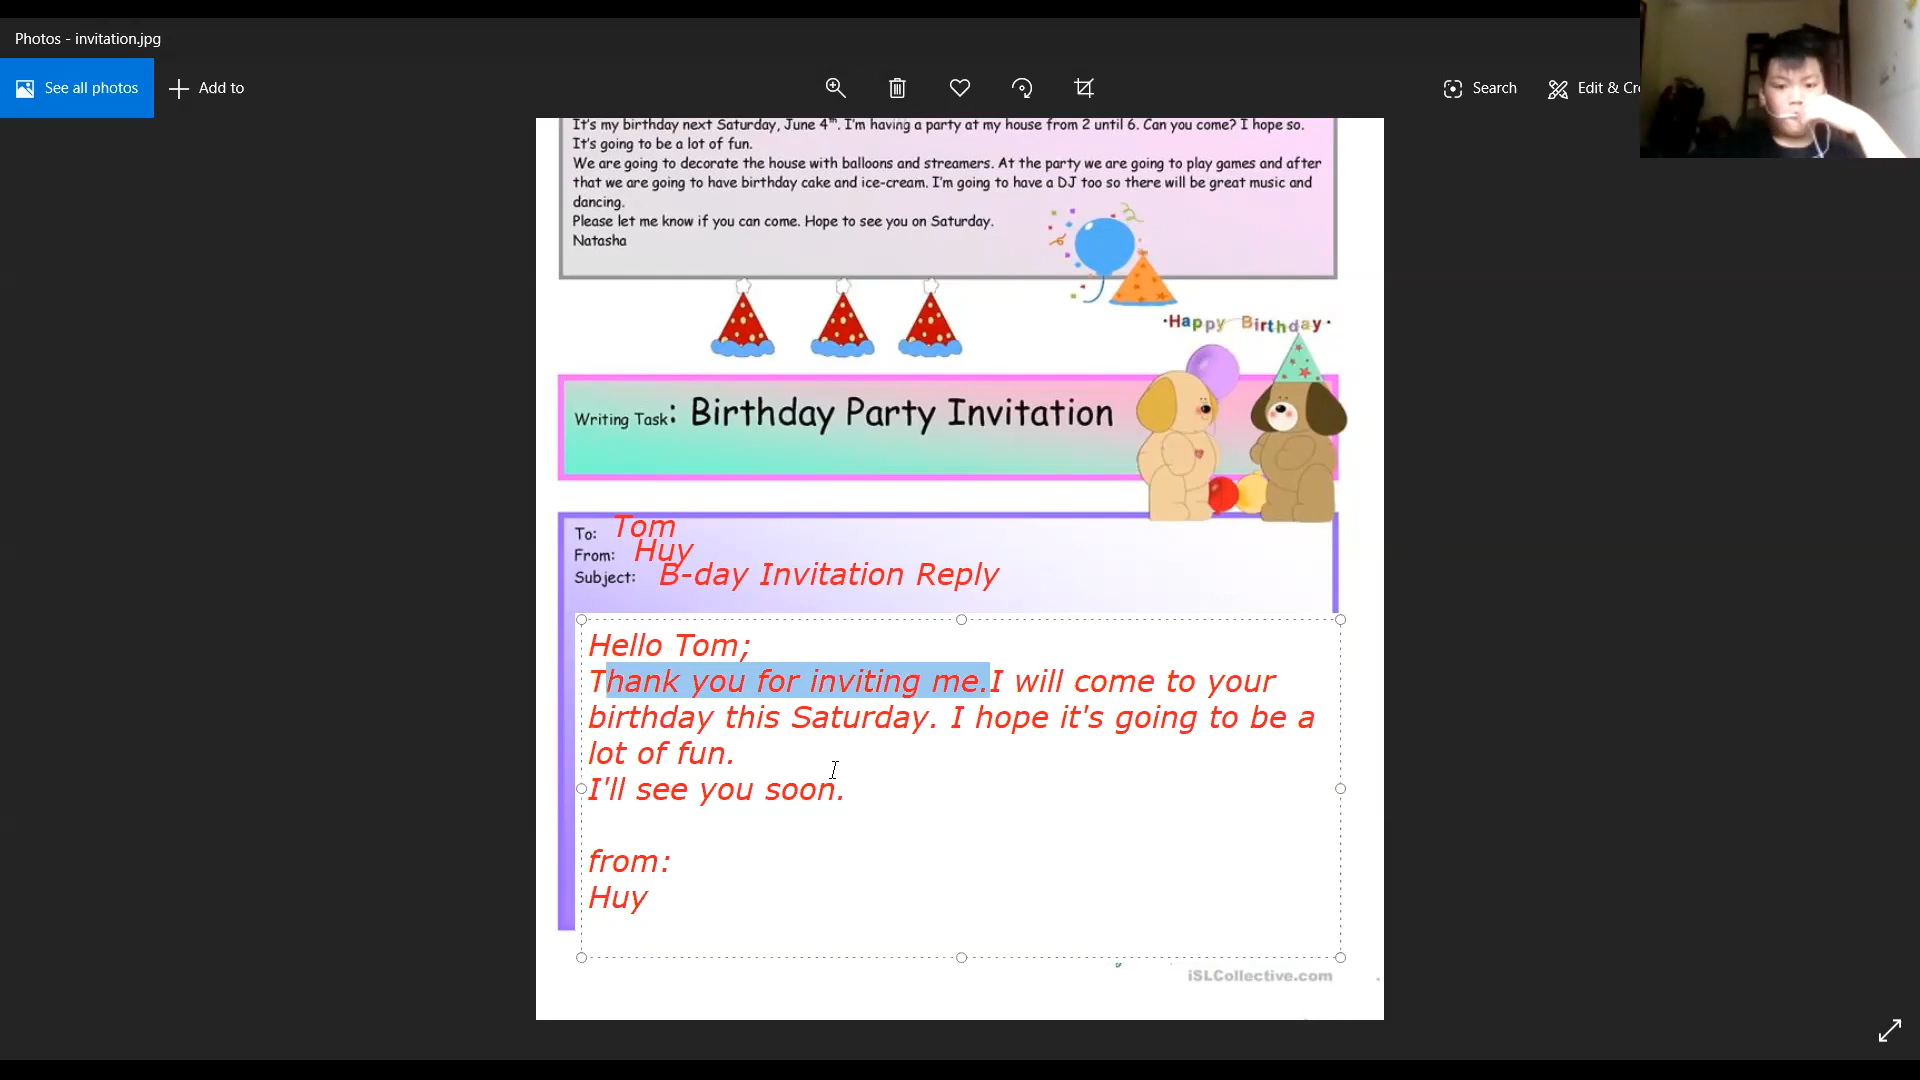 Photos - invitation.jpg
See all photos
Add to
Search
Edit & Cr
It's my birthday next Saturday, June 4th. I'm having a party at my house from 2 until 6. Can you come? I hope so.
It's going to be a lot of fun.
We are going to decorate the house with balloons and streamers. At the party we are going to play games and after
that we are going to have birthday cake and ice-cream. I'm going to have a DJ too so there will be great music and
dancing.
Please let me know if you can come. Hope to see you on Saturday.
Natasha
·Happy Birthday·
Writing Task: Birthday Party Invitation
To: Tom
From: Huy
Subject: B-day Invitation Reply
Hello Tom;
Thank you for inviting me.I will come to your
birthday this Saturday. I hope it's going to be a
lot of fun.
I'll see you soon.
from:
Huy
iSLCollective.com